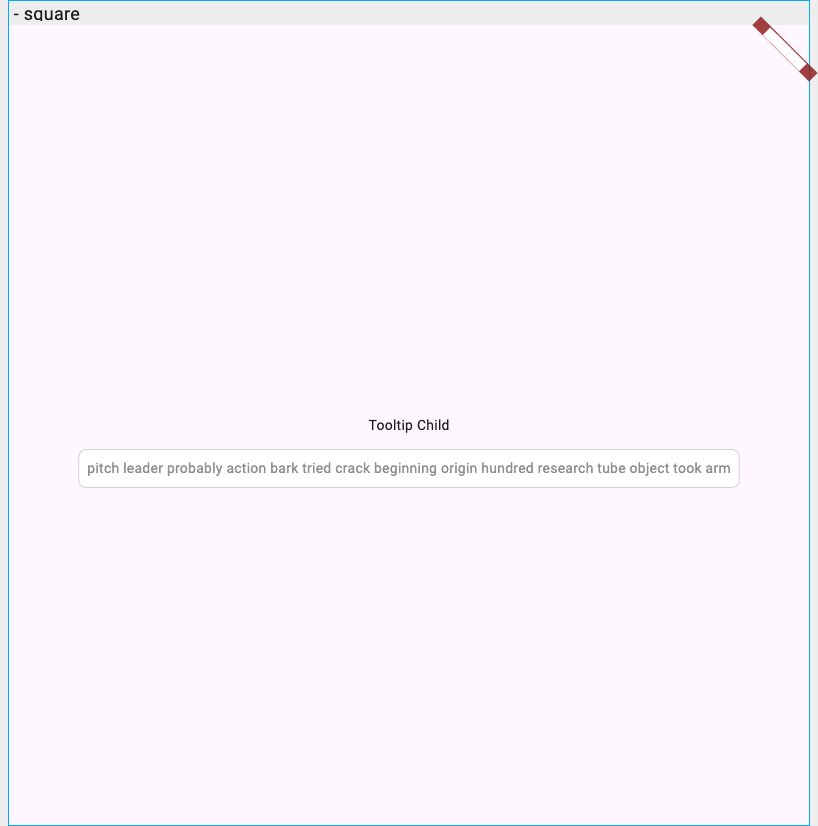 - square
Tooltip Child
pitch leader probably action bark tried crack beginning origin hundred research tube object took arm